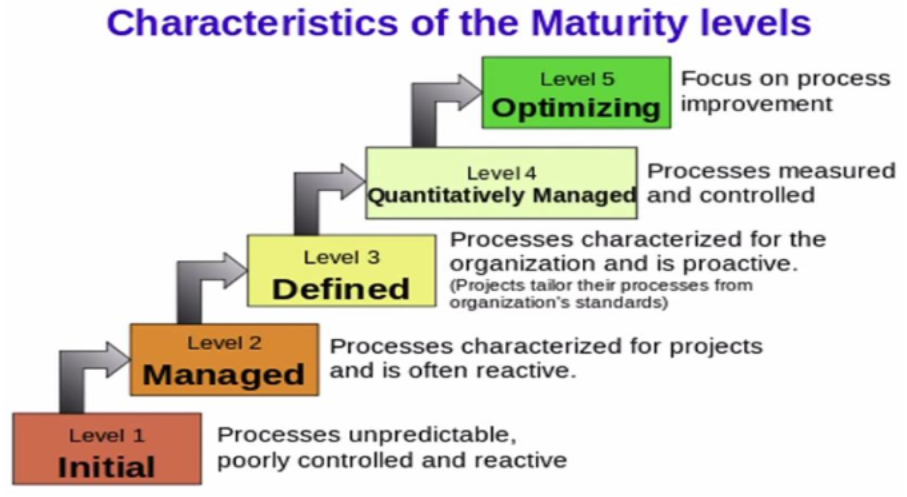 Characteristics of the Maturity levels
Level 5
Optimizing
Focus on process
improvement
Level 4
Quantitatively Managed
Processes measured
and controlled
Level 3
Defined
Processes characterized for the
organization and is proactive.
(Projects tailor their processes from
organization's standards)
Level 2
Managed
Processes characterized for projects
and is often reactive.
Level 1
Initial
Processes unpredictable,
poorly controlled and reactive